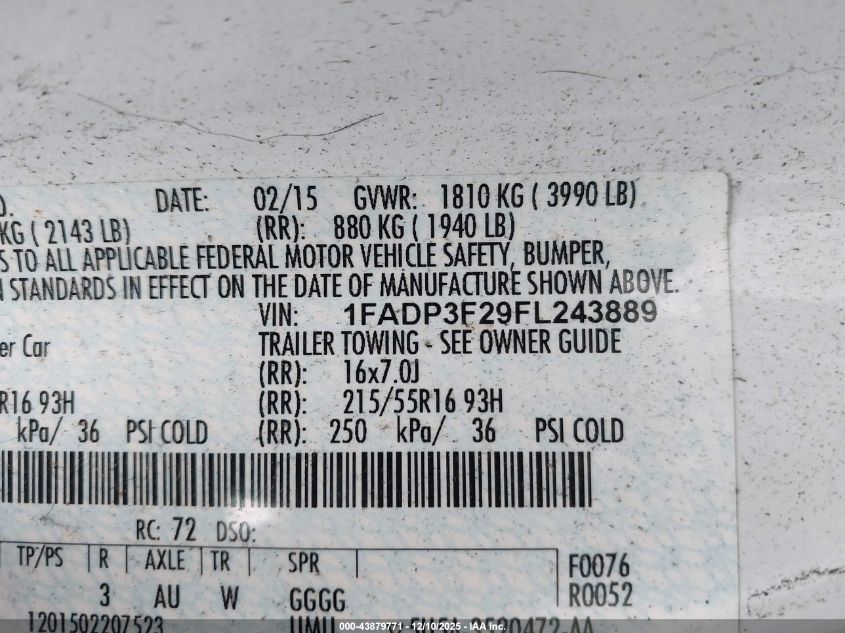 DATE: 02/15 GVWR: 1810 KG ( 3990 LB)
KG ( 2143 LB) (RR): 880 KG ( 1940 LB)
S TO ALL APPLICABLE FEDERAL MOTOR VEHICLE SAFETY, BUMPER,
STANDARDS IN EFFECT ON THE DATE OF MANUFACTURE SHOWN ABOVE.
VIN: 1FADP3F29FL243889
er Car TRAILER TOWING - SEE OWNER GUIDE
(RR): 16x7.0J
R16 93H (RR): 215/55R16 93H
kPa/ 36 PSI COLD (RR): 250 kPa/ 36 PSI COLD
RC: 72 DSO:
TP/PS R AXLE TR SPR F0076
3 AU W GGGG R0052
1201502207523
000-43879771 - 12/10/2025 - IAA